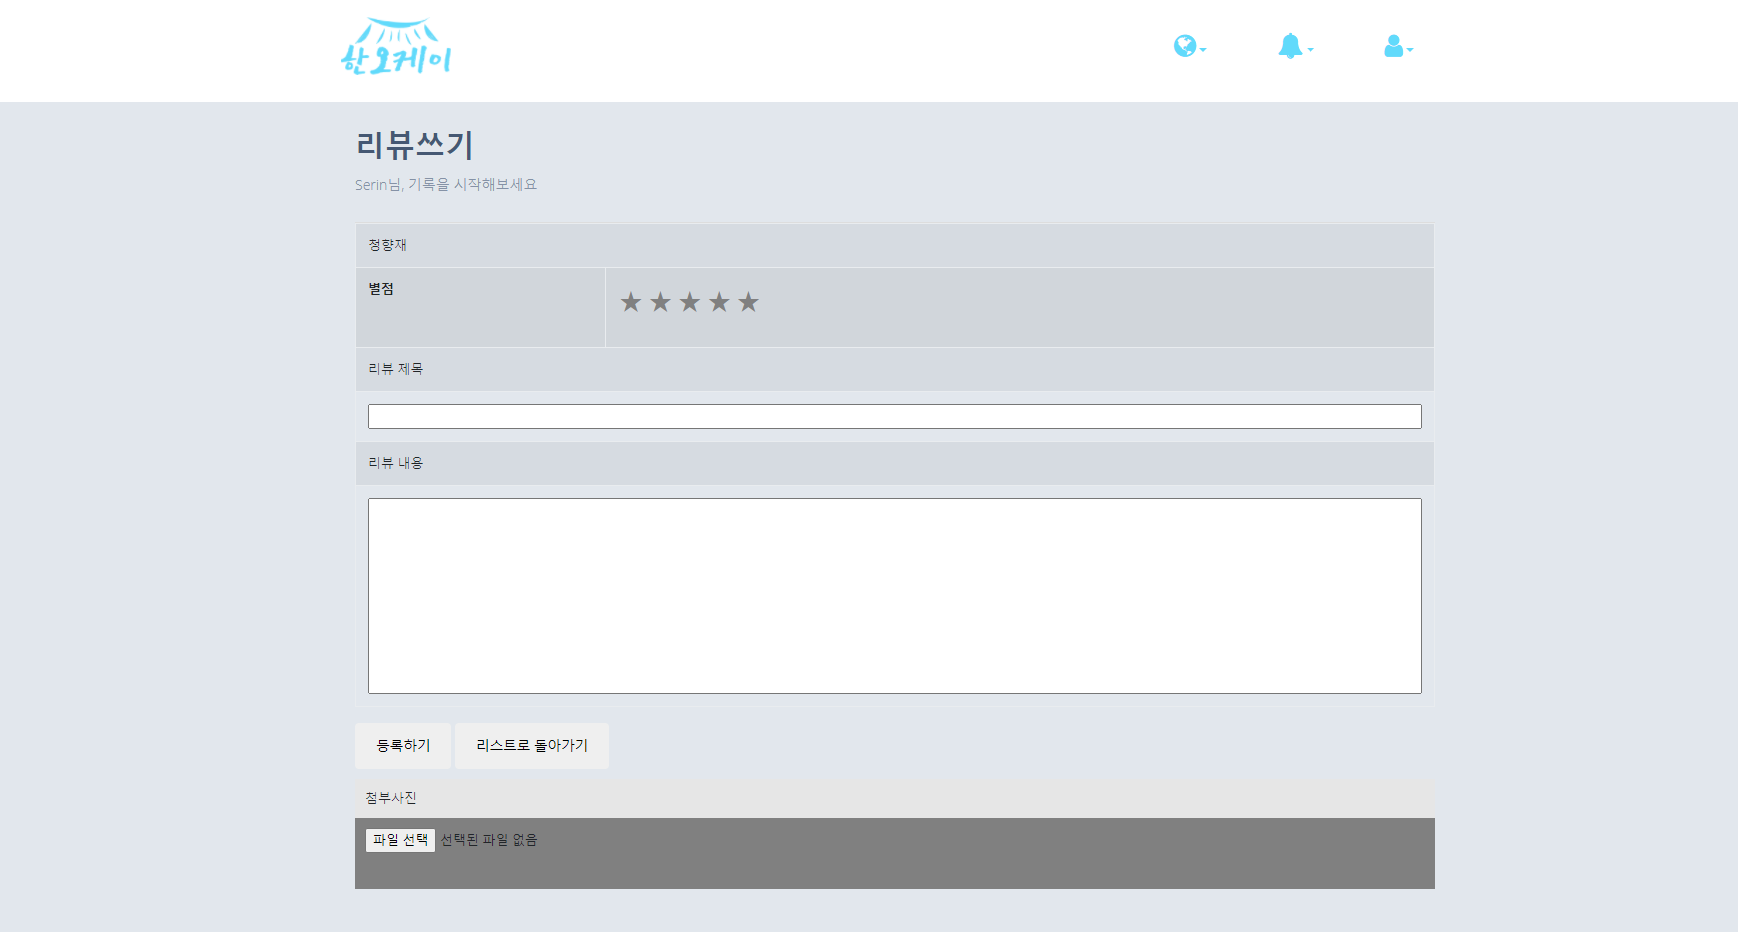 한오케이
리뷰쓰기
Serin님, 기록을 시작해보세요
청향재
별점
★ ★ ★ ★ ★
리뷰 제목
리뷰 내용
등록하기 리스트로 돌아가기
첨부사진
파일 선택 선택된 파일 없음